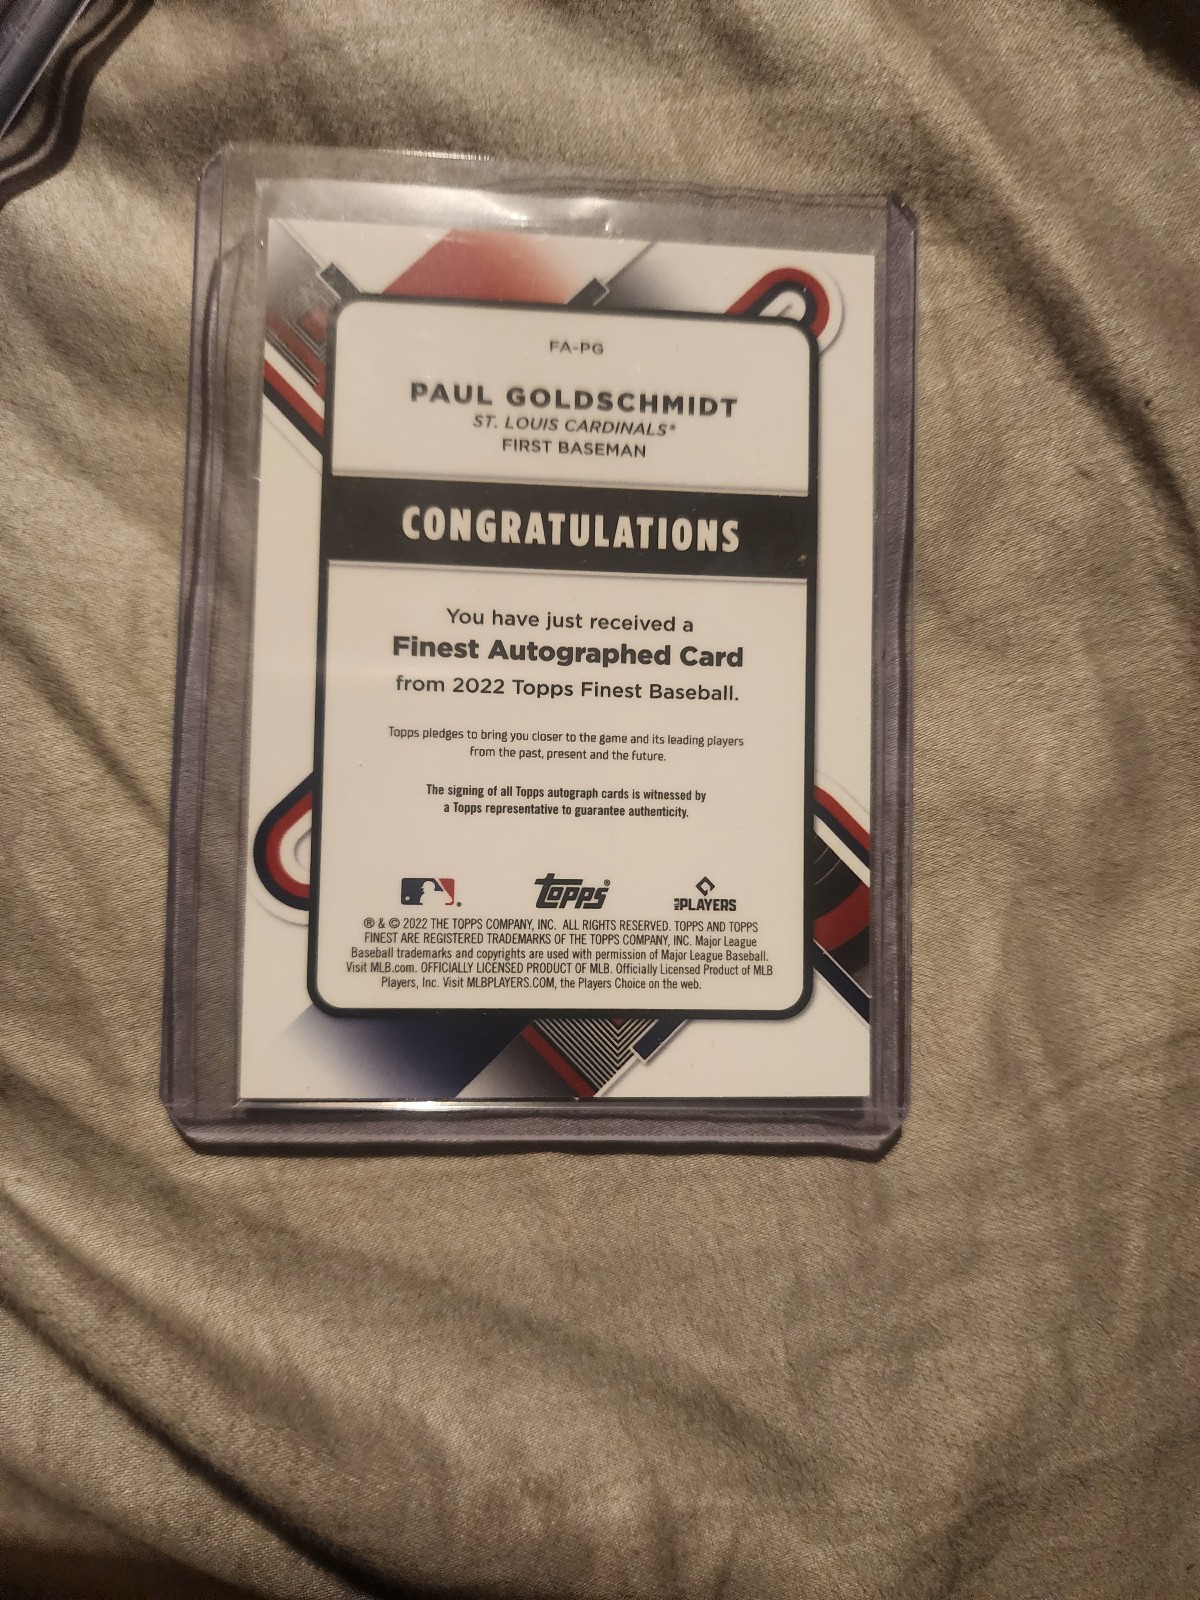 FA-PG
PAUL GOLDSCHMIDT
ST. LOUIS CARDINALS®
FIRST BASEMAN
CONGRATULATIONS
You have just received a
Finest Autographed Card
from 2022 Topps Finest Baseball.
Topps pledges to bring you closer to the game and its leading players
from the past, present and the future.
The signing of all Topps autograph cards is witnessed by
a Topps representative to guarantee authenticity.
topps® MLB PLAYERS
® & © 2022 THE TOPPS COMPANY, INC. ALL RIGHTS RESERVED. TOPPS AND TOPPS
FINEST ARE REGISTERED TRADEMARKS OF THE TOPPS COMPANY, INC. Major League
Baseball trademarks and copyrights are used with permission of Major League Baseball.
Visit MLB.com. OFFICIALLY LICENSED PRODUCT OF MLB. Officially Licensed Product of MLB
Players, Inc. Visit MLBPLAYERS.COM, the Players Choice on the web.